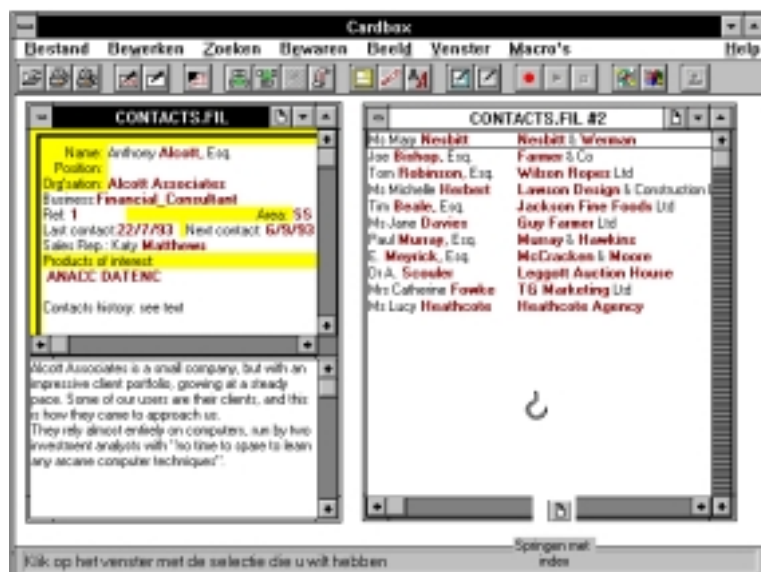 Cardbox
Bestand Bewerken Zoeken Bewaren Beeld Venster Macro's Help
CONTACTS.FIL
Name: Anthony Alcott, Esq.
Position:
Org'sation: Alcott Associates
Business: Financial_Consultant
Ref: 1 Area: SS
Last contact: 22/7/93 Next contact: 6/9/93
Sales Rep.: Katy Matthews
Products of interest:
ANACC DATENC
Contacts history: see text
Alcott Associates is a small company, but with an
impressive client portfolio, growing at a steady
pace. Some of our users are their clients, and this
is how they came to approach us.
They rely almost entirely on computers, run by two
investment analysts with "no time to spare to learn
any arcane computer techniques".
CONTACTS.FIL #2
Ms Mary Nesbitt Nesbitt & Werman
Joe Bishop, Esq. Farmer & Co
Tom Robinson, Esq. Wilson Ropes Ltd
Ms Michelle Herbert Lawson Design & Construction L
Tim Beale, Esq. Jackson Fine Foods Ltd
Ms Jane Davies Guy Farmer Ltd
Paul Murray, Esq. Murray & Hawkins
E. Meyrick, Esq. McCracken & Moore
Dr A. Scouler Leggott Auction House
Mrs Catherine Fowke TG Marketing Ltd
Ms Lucy Heathcote Heathcote Agency
Springen met
index
Klik op het venster met de selectie die u wilt hebben